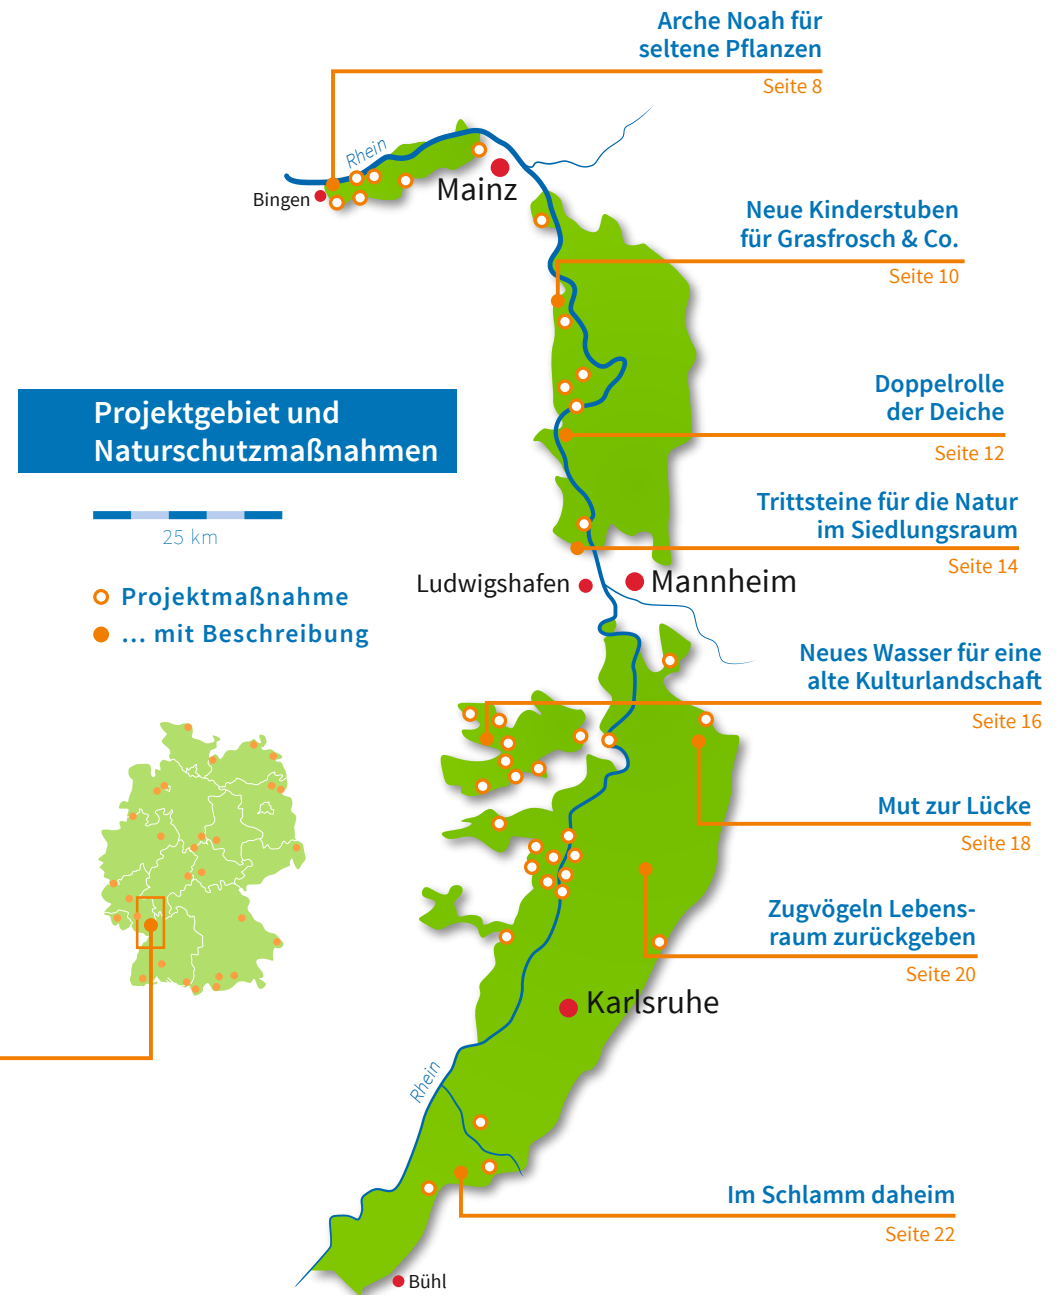 Arche Noah für
seltene Pflanzen
Seite 8
Rhein
Bingen
Mainz
Neue Kinderstuben
für Grasfrosch & Co.
Seite 10
Projektgebiet und
Naturschutzmaßnahmen
25 km
Projektmaßnahme
... mit Beschreibung
Doppelrolle
der Deiche
Seite 12
Trittsteine für die Natur
im Siedlungsraum
Seite 14
Ludwigshafen
Mannheim
Neues Wasser für eine
alte Kulturlandschaft
Seite 16
Mut zur Lücke
Seite 18
Zugvögeln Lebens-
raum zurückgeben
Seite 20
Karlsruhe
Rhein
Im Schlamm daheim
Seite 22
Bühl